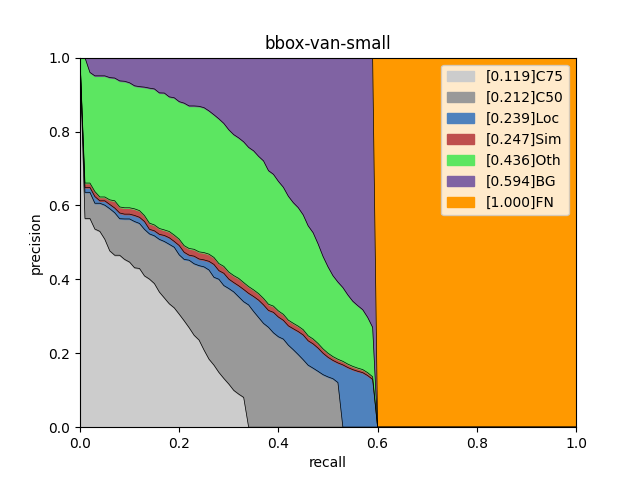 bbox-van-small
1.0
0.8
0.6
0.4
0.2
0.0
precision
0.0 0.2 0.4 0.6 0.8 1.0
recall
[0.119]C75
[0.212]C50
[0.239]Loc
[0.247]Sim
[0.436]Oth
[0.594]BG
[1.000]FN